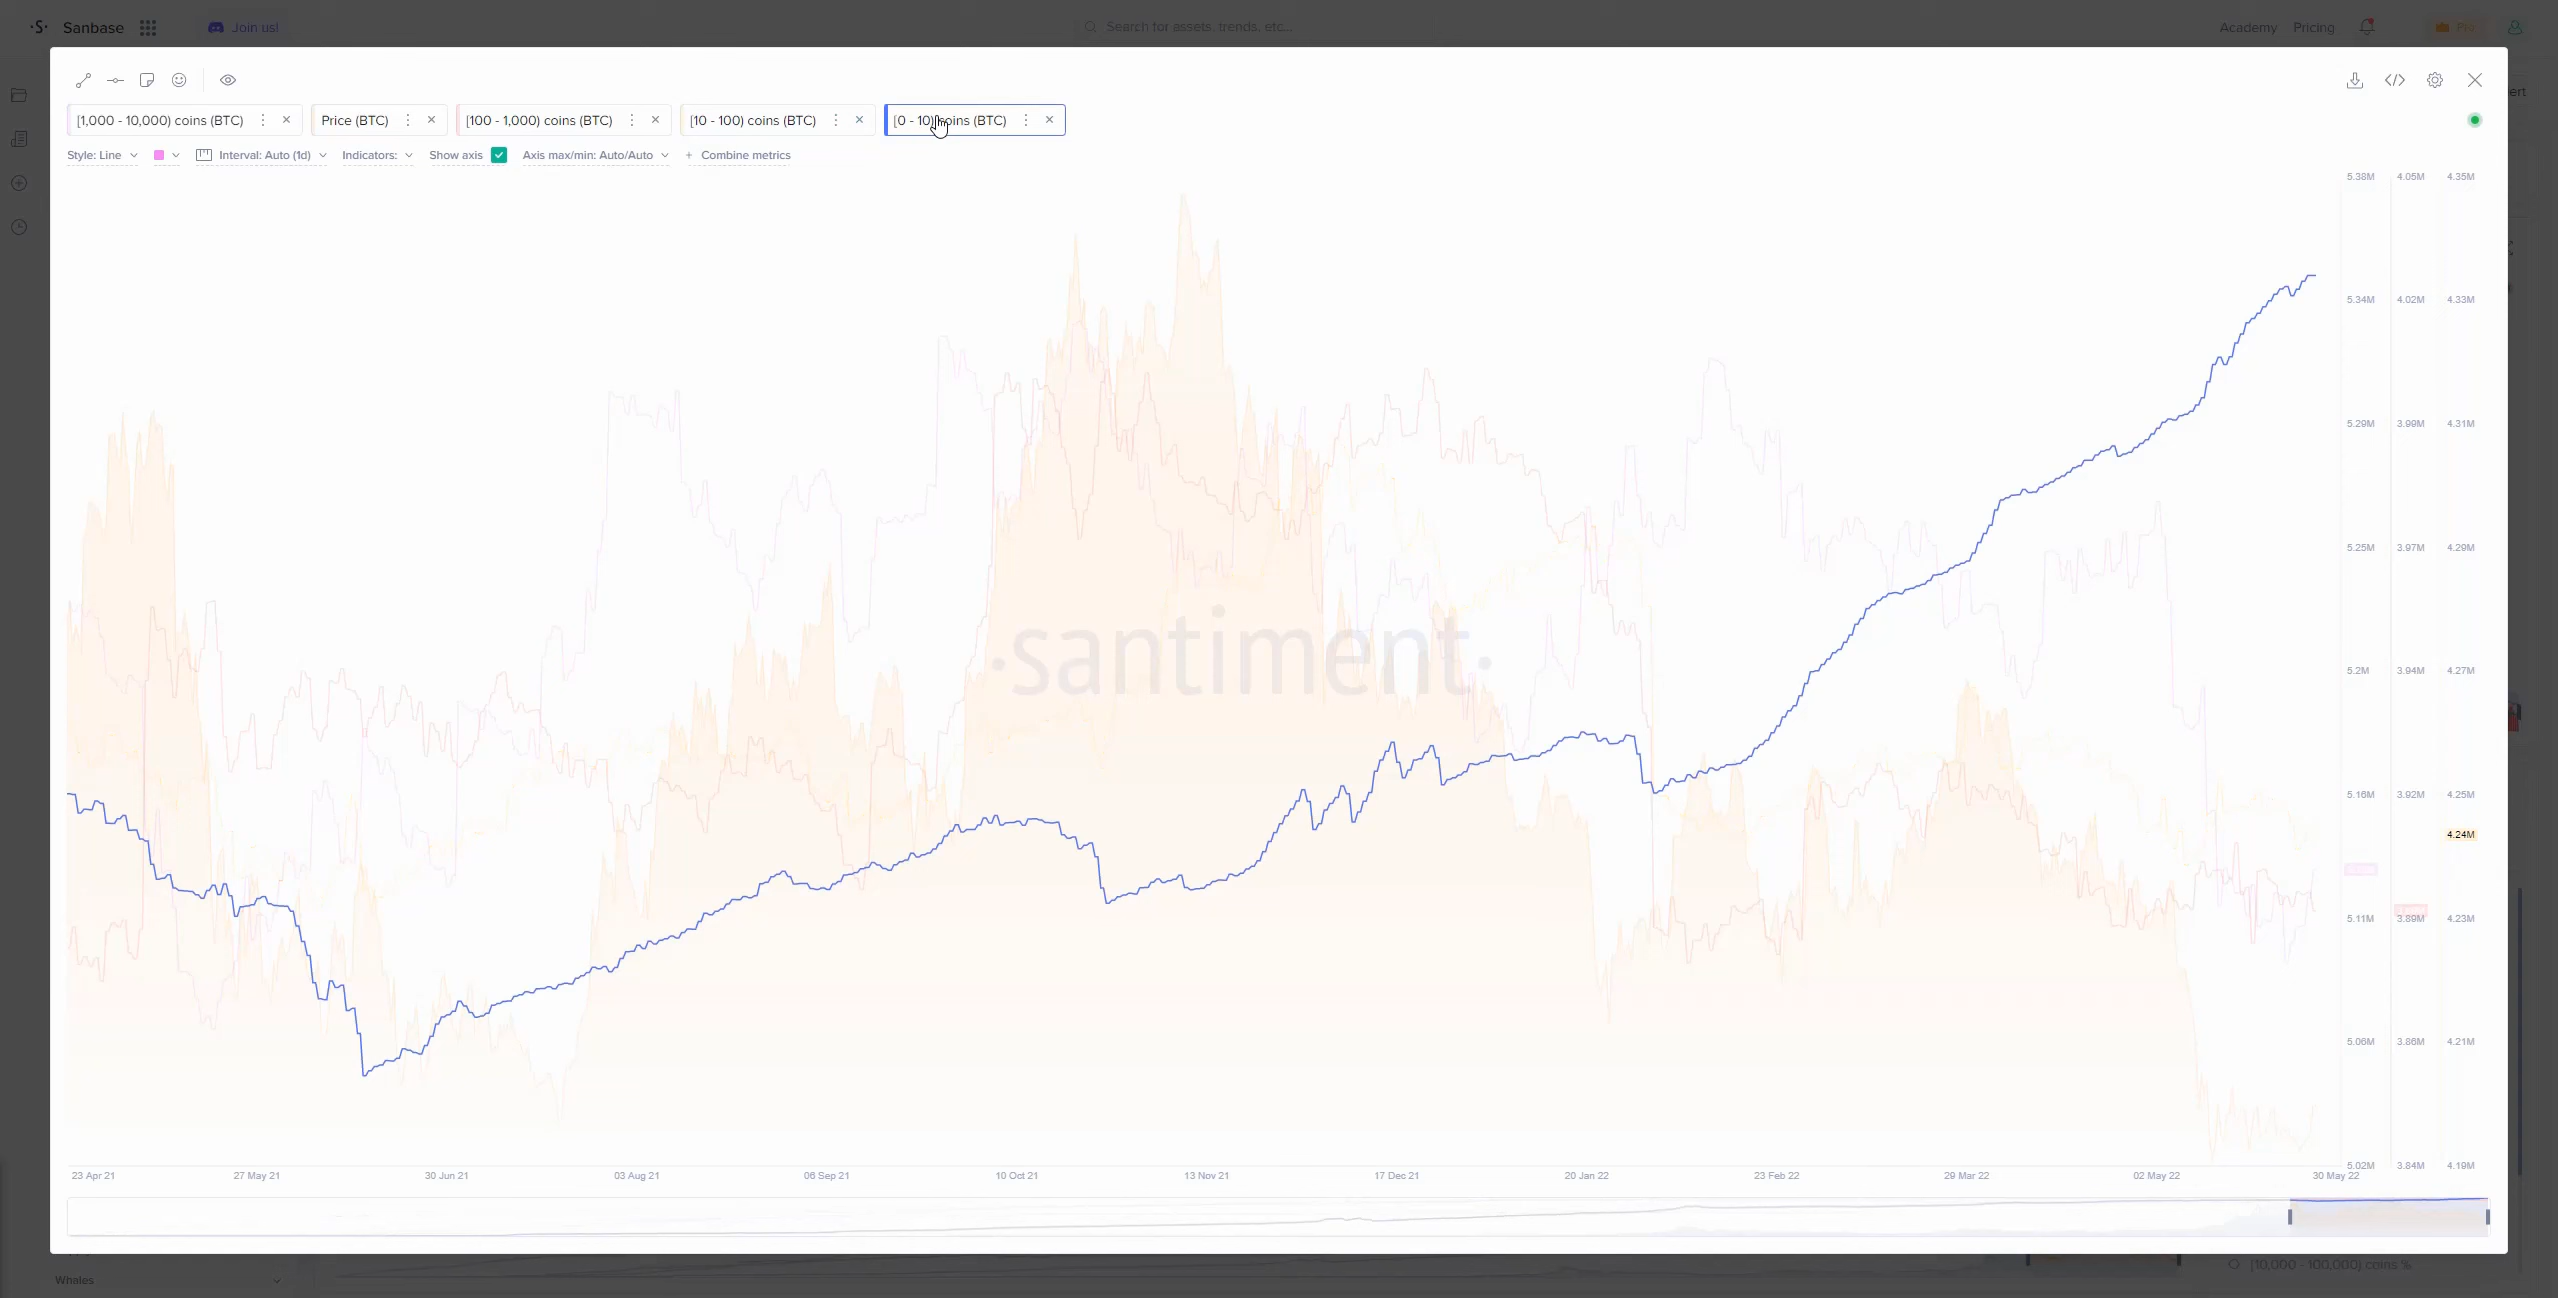 Sanbase
Join us!
Search for assets, trends, etc...
Academy
Pricing
Pro
[1,000 - 10,000) coins (BTC)
Price (BTC)
[100 - 1,000) coins (BTC)
[10 - 100) coins (BTC)
[0 - 10) coins (BTC)
Style: Line
Interval: Auto (1d)
Indicators:
Show axis
Axis max/min: Auto/Auto
+ Combine metrics
5.38M 4.05M 4.35M
5.34M 4.02M 4.33M
5.29M 3.99M 4.31M
5.25M 3.97M 4.29M
·santiment·
5.2M 3.94M 4.27M
5.16M 3.92M 4.25M
4.24M
5.11M 3.89M 4.23M
5.06M 3.86M 4.21M
5.02M 3.84M 4.19M
23 Apr 21 27 May 21 30 Jun 21 03 Aug 21 06 Sep 21 10 Oct 21 13 Nov 21 17 Dec 21 20 Jan 22 23 Feb 22 29 Mar 22 02 May 22 30 May 22
Whales
[10,000 - 100,000) coins %